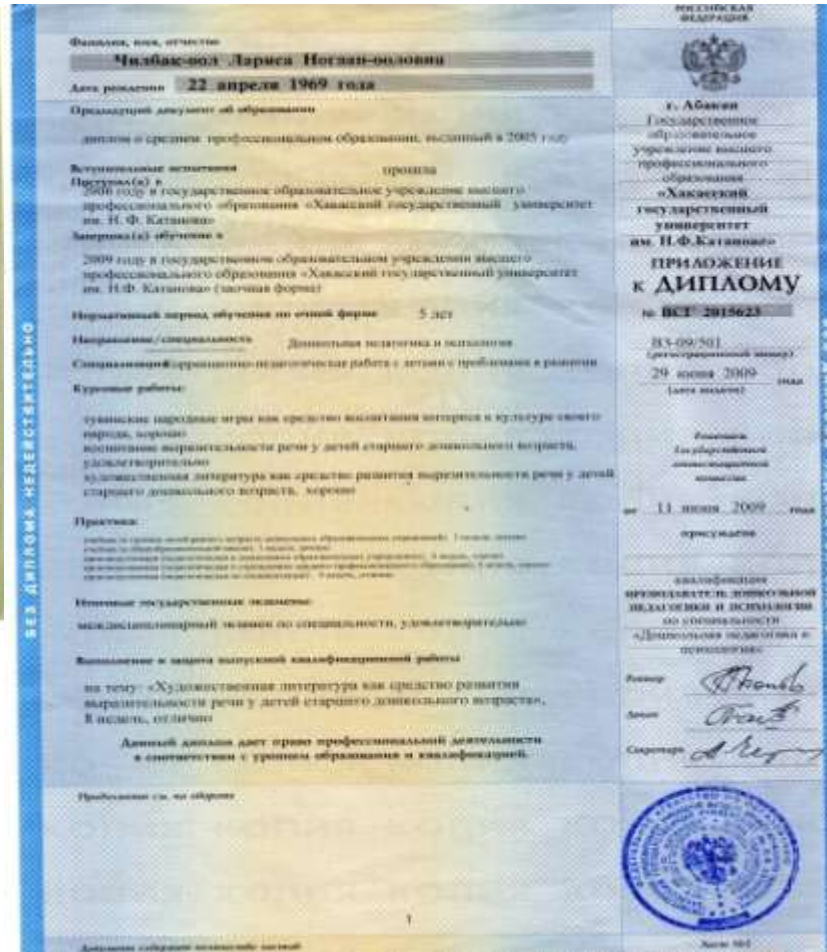 Фамилия, имя, отчество
Чилбак-оол Лариса Ногаан-ооловна
Дата рождения 22 апреля 1969 года
Предыдущий документ об образовании
диплом о среднем профессиональном образовании, выданный в 2005 году
Вступительные испытания прошла
Поступил(а) в
2006 году в государственное образовательное учреждение высшего
профессионального образования «Хакасский государственный университет
им. Н. Ф. Катанова»
Завершил(а) обучение в
2009 году в государственном образовательном учреждении высшего
профессионального образования «Хакасский государственный университет
им. Н.Ф. Катанова» (заочная форма)
Нормативный период обучения по очной форме 5 лет
Направление/специальность Дошкольная педагогика и психология
Специализация Коррекционно-педагогическая работа с детьми с проблемами в развитии
Курсовые работы:
тувинские народные игры как средство воспитания интереса к культуре своего
народа, хорошо
воспитание выразительности речи у детей старшего дошкольного возраста,
удовлетворительно
художественная литература как средство развития выразительности речи у детей
старшего дошкольного возраста, хорошо
Практика:
Итоговые государственные экзамены:
междисциплинарный экзамен по специальности, удовлетворительно
Выполнение и защита выпускной квалификационной работы
на тему: «Художественная литература как средство развития
выразительности речи у детей старшего дошкольного возраста»,
8 недель, отлично
Данный диплом дает право профессиональной деятельности
в соответствии с уровнем образования и квалификацией.
Продолжение см. на обороте
1
Документ содержит количество листов
БЕЗ ДИПЛОМА НЕДЕЙСТВИТЕЛЬНО
РОССИЙСКАЯ
ФЕДЕРАЦИЯ
г. Абакан
Государственное
образовательное
учреждение высшего
профессионального
образования
«Хакасский
государственный
университет
им. Н.Ф.Катанова»
ПРИЛОЖЕНИЕ
к ДИПЛОМУ
№ ВСГ 2015623
ВЗ-09/501
(регистрационный номер)
29 июня 2009 года
(дата выдачи)
Решением
Государственной
аттестационной
комиссии
от 11 июня 2009 года
присуждена
квалификация
ПРЕПОДАВАТЕЛЬ ДОШКОЛЬНОЙ
ПЕДАГОГИКИ И ПСИХОЛОГИИ
по специальности
«Дошкольная педагогика и
психология»
Ректор
Декан
Секретарь
Лист №1